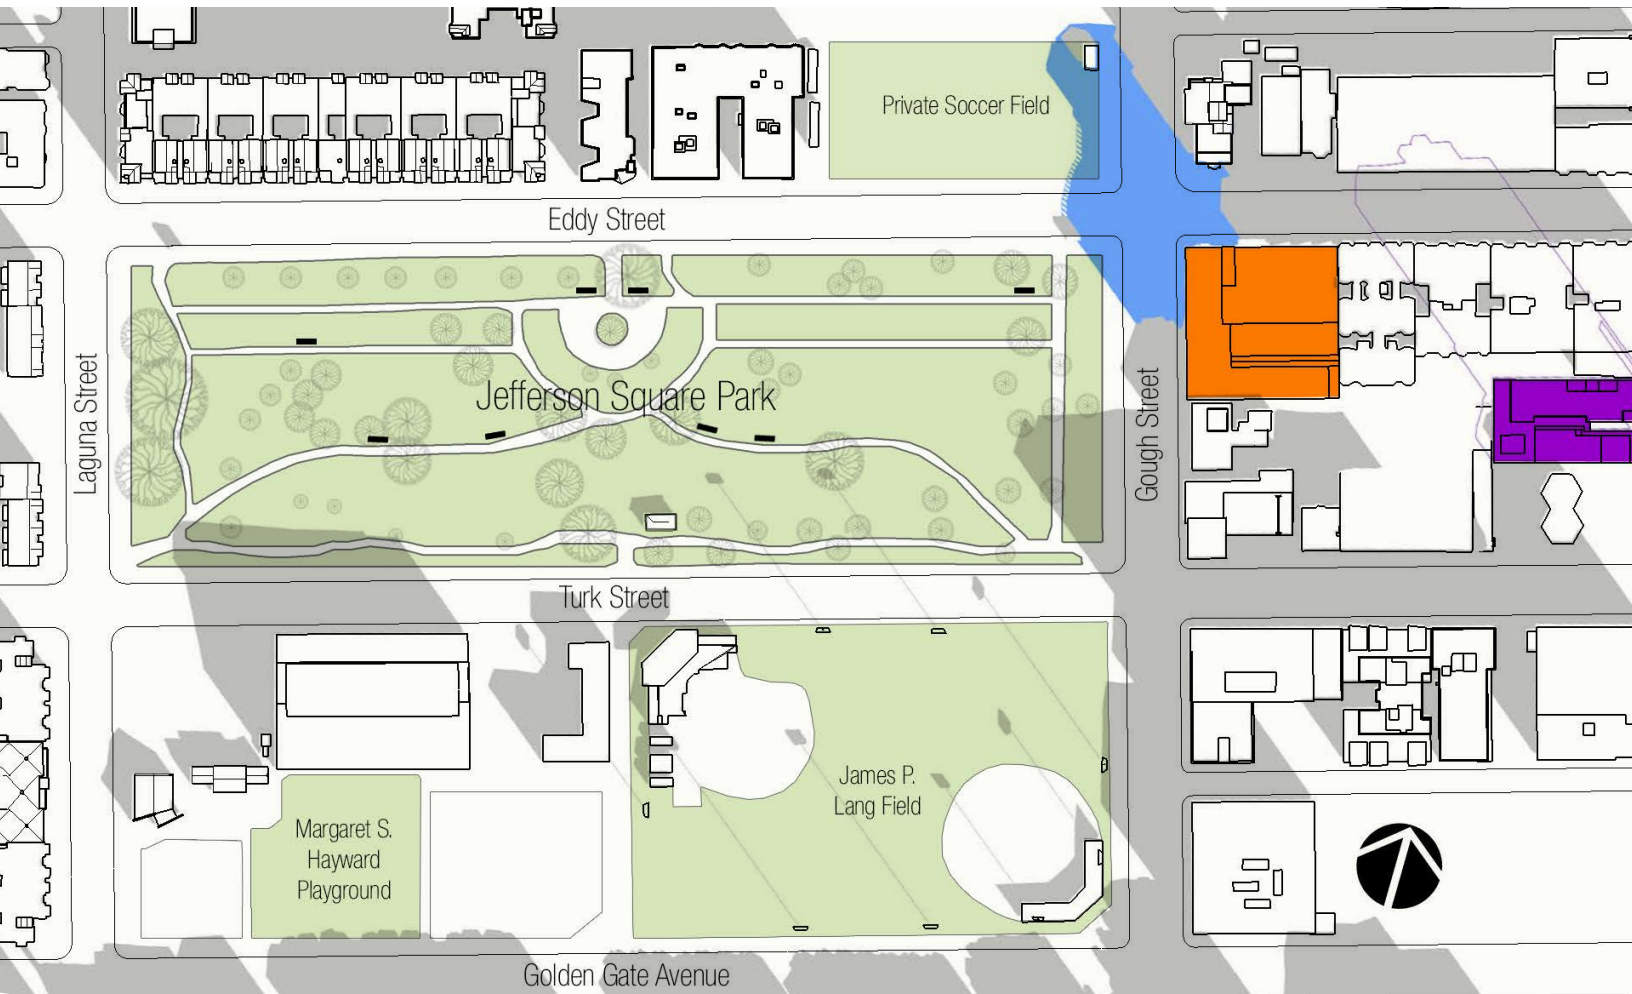 Private Soccer Field
Eddy Street
Jefferson Square Park
Laguna Street
Gough Street
Turk Street
James P.
Lang Field
Margaret S.
Hayward
Playground
Golden Gate Avenue